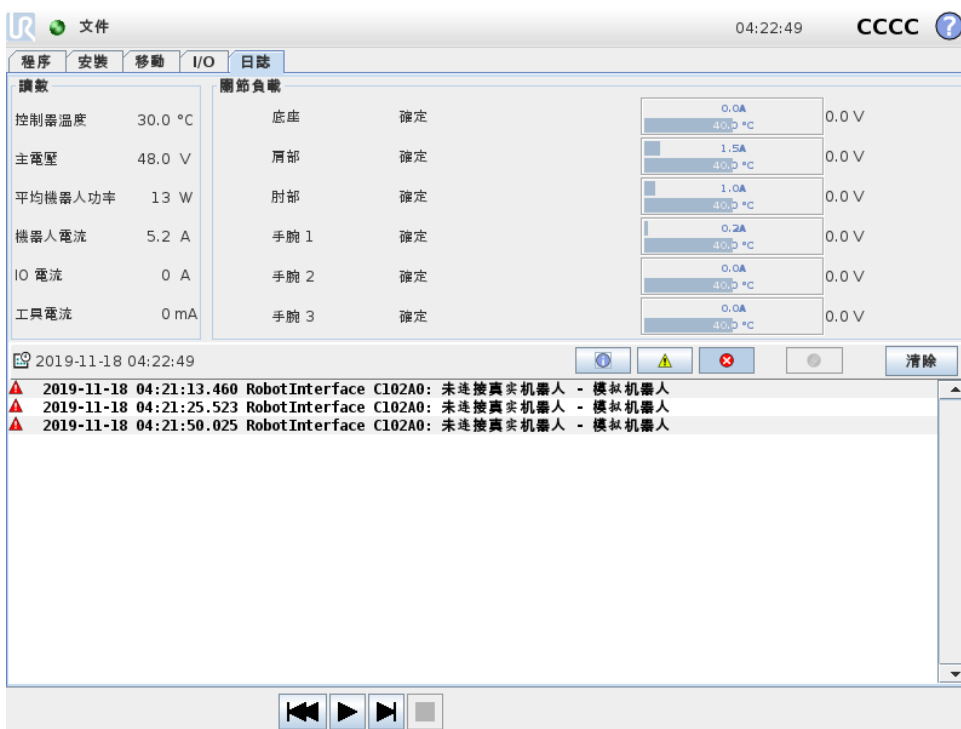 UR 文件 04:22:49 CCCC ?
程序 安裝 移動 I/O 日誌
讀數 關節負載
控制器溫度 30.0 °C 底座 確定 0.0A 40.0 °C 0.0 V
主電壓 48.0 V 肩部 確定 1.5A 40.0 °C 0.0 V
平均機器人功率 13 W 肘部 確定 1.0A 40.0 °C 0.0 V
機器人電流 5.2 A 手腕 1 確定 0.2A 40.0 °C 0.0 V
IO 電流 0 A 手腕 2 確定 0.0A 40.0 °C 0.0 V
工具電流 0 mA 手腕 3 確定 0.0A 40.0 °C 0.0 V
2019-11-18 04:22:49 清除
2019-11-18 04:21:13.460 RobotInterface C102A0: 未连接真实机器人 - 模拟机器人
2019-11-18 04:21:25.523 RobotInterface C102A0: 未连接真实机器人 - 模拟机器人
2019-11-18 04:21:50.025 RobotInterface C102A0: 未连接真实机器人 - 模拟机器人